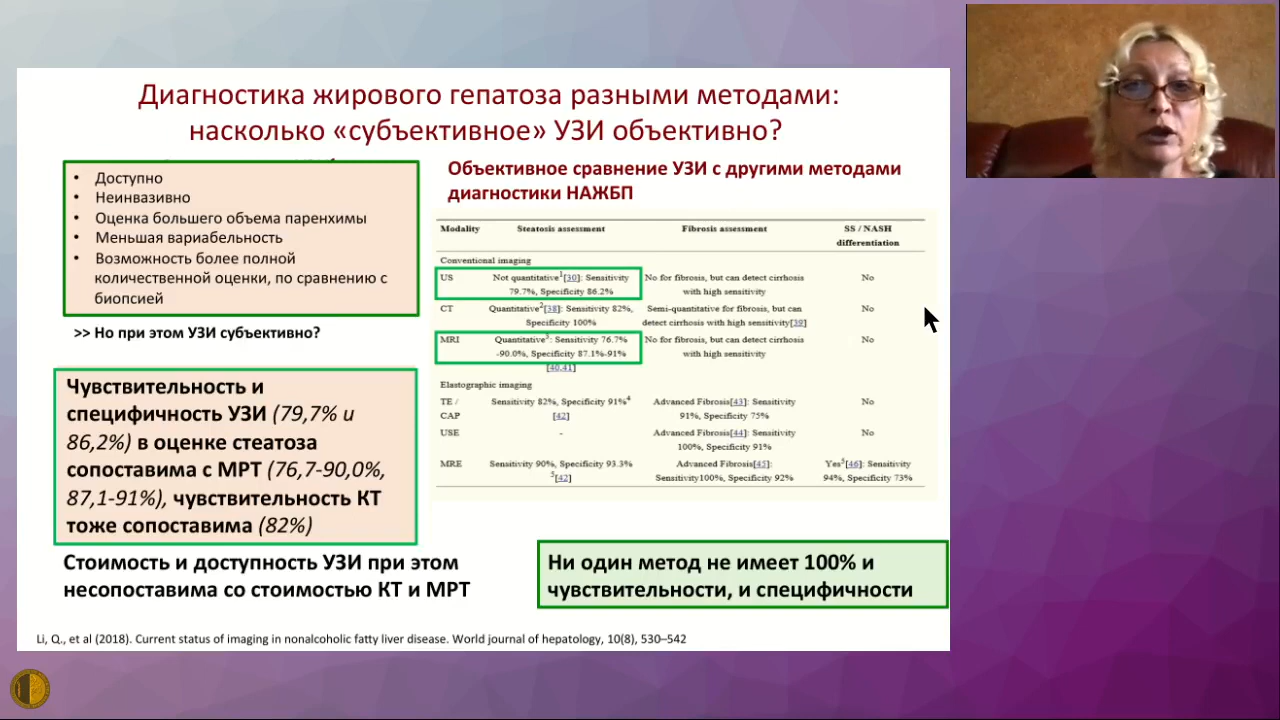 Диагностика жирового гепатоза разными методами:
насколько «субъективное» УЗИ объективно?
• Доступно
• Неинвазивно
• Оценка большего объема паренхимы
• Меньшая вариабельность
• Возможность более полной
количественной оценки, по сравнению с
биопсией
>> Но при этом УЗИ субъективно?
Чувствительность и
специфичность УЗИ (79,7% и
86,2%) в оценке стеатоза
сопоставима с МРТ (76,7-90,0%,
87,1-91%), чувствительность КТ
тоже сопоставима (82%)
Стоимость и доступность УЗИ при этом
несопоставима со стоимостью КТ и МРТ
Объективное сравнение УЗИ с другими методами
диагностики НАЖБП
Modality Steatosis assessment Fibrosis assessment SS / NASH
differentiation
Conventional imaging
US Not quantitative1[30]: Sensitivity No for fibrosis, but can detect cirrhosis No
79.7%, Specificity 86.2% with high sensitivity
CT Quantitative2[38]: Sensitivity 82%, Semi-quantitative for fibrosis, but can No
Specificity 100% detect cirrhosis with high sensitivity[39]
MRI Quantitative3: Sensitivity 76.7% No for fibrosis, but can detect cirrhosis No
-90.0%, Specificity 87.1%-91% with high sensitivity
[40,41]
Elastographic imaging
TE / Sensitivity 82%, Specificity 91%4 Advanced Fibrosis[43]: Sensitivity No
CAP [42] 91%, Specificity 75%
USE - Advanced Fibrosis[44]: Sensitivity No
100%, Specificity 91%
MRE Sensitivity 90%, Specificity 93.3% Advanced Fibrosis[45]: Yes5[46]: Sensitivity
5[42] Sensitivity100%, Specificity 92% 94%, Specificity 73%
Ни один метод не имеет 100% и
чувствительности, и специфичности
Li, Q., et al (2018). Current status of imaging in nonalcoholic fatty liver disease. World journal of hepatology, 10(8), 530–542